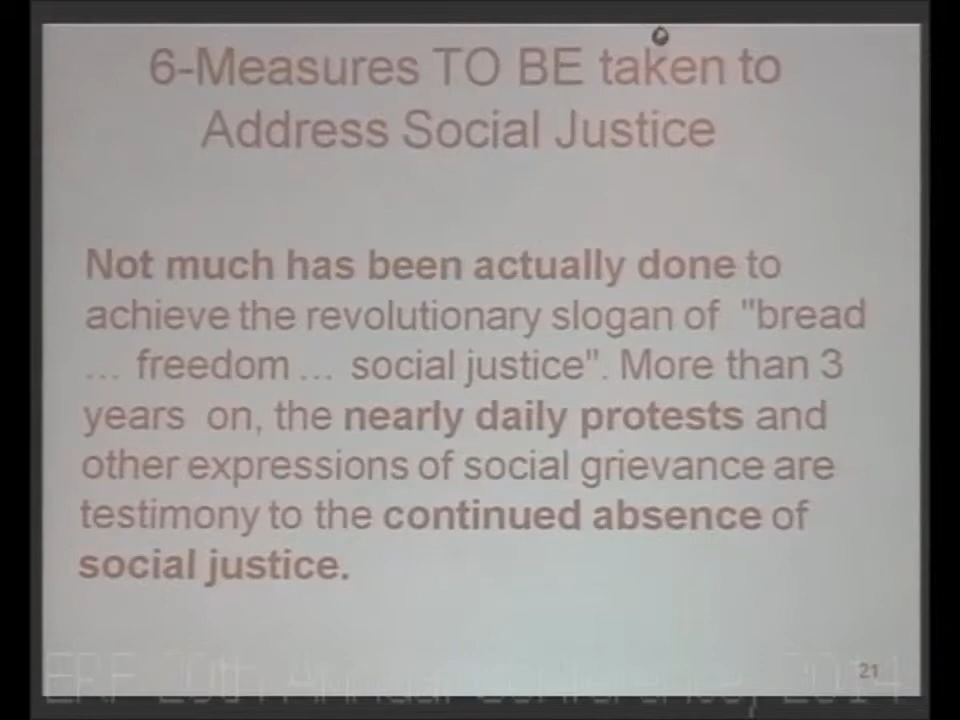 6-Measures TO BE taken to
Address Social Justice
Not much has been actually done to
achieve the revolutionary slogan of "bread
... freedom ... social justice". More than 3
years on, the nearly daily protests and
other expressions of social grievance are
testimony to the continued absence of
social justice.
21
ERF 20th Annual Conference, 2014